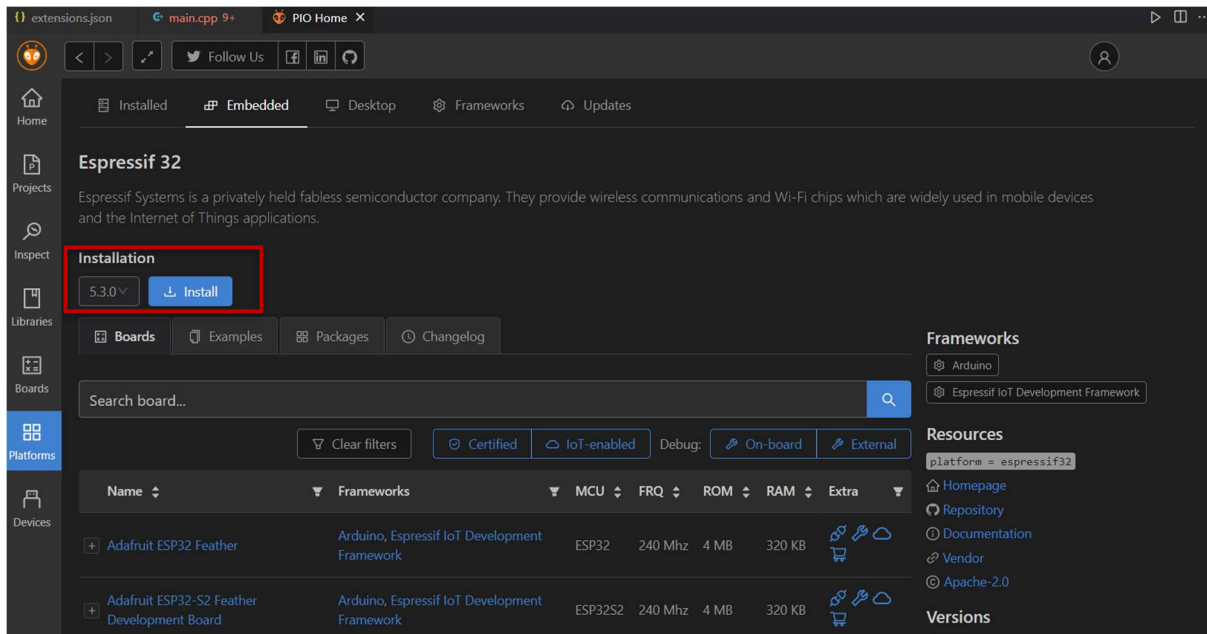 extensions.json
main.cpp 9+
PIO Home
Follow Us
Home
Projects
Inspect
Libraries
Boards
Platforms
Devices
Installed
Embedded
Desktop
Frameworks
Updates
Espressif 32
Espressif Systems is a privately held fabless semiconductor company. They provide wireless communications and Wi-Fi chips which are widely used in mobile devices
and the Internet of Things applications.
Installation
5.3.0
Install
Boards
Examples
Packages
Changelog
Search board...
Clear filters
Certified
IoT-enabled
Debug:
On-board
External
Name
Frameworks
MCU
FRQ
ROM
RAM
Extra
Adafruit ESP32 Feather
Arduino, Espressif IoT Development
Framework
ESP32
240 Mhz
4 MB
320 KB
Adafruit ESP32-S2 Feather
Development Board
Arduino, Espressif IoT Development
Framework
ESP32S2
240 Mhz
4 MB
320 KB
Frameworks
Arduino
Espressif IoT Development Framework
Resources
platform = espressif32
Homepage
Repository
Documentation
Vendor
Apache-2.0
Versions